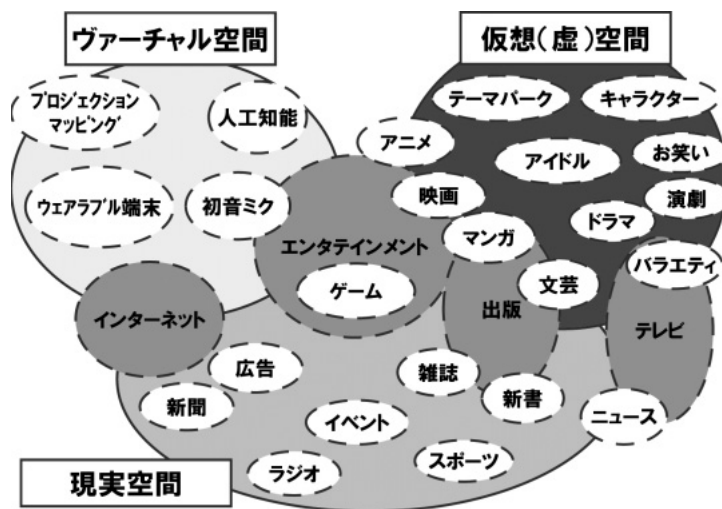 ヴァーチャル空間
仮想(虚)空間
プロジェクション
マッピング
人工知能
テーマパーク
キャラクター
アニメ
アイドル
お笑い
ウェアラブル端末
初音ミク
映画
演劇
ドラマ
マンガ
エンタテインメント
バラエティ
ゲーム
文芸
インターネット
出版
テレビ
広告
雑誌
新聞
新書
イベント
ニュース
ラジオ
スポーツ
現実空間